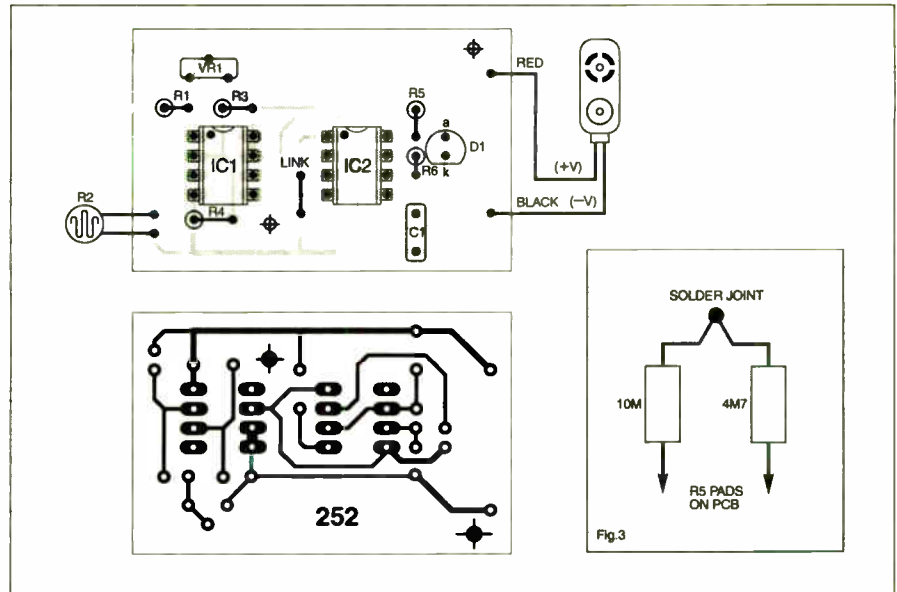 RED
VR1
R1
R3
R5
a
D1
IC1
LINK
IC2
k
R6
(+V)
R2
R4
C1
BLACK (–V)
SOLDER JOINT
10M
4M7
R5 PADS
ON PCB
Fig.3
252